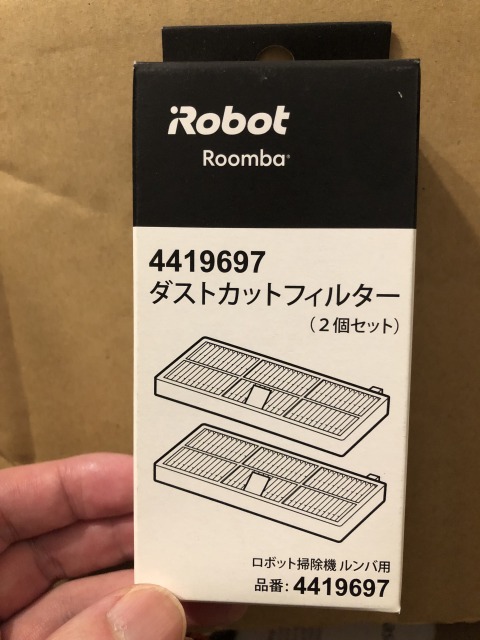 iRobot
Roomba
4419697
ダストカットフィルター
(2個セット)
ロボット掃除機 ルンバ用
品番: 4419697